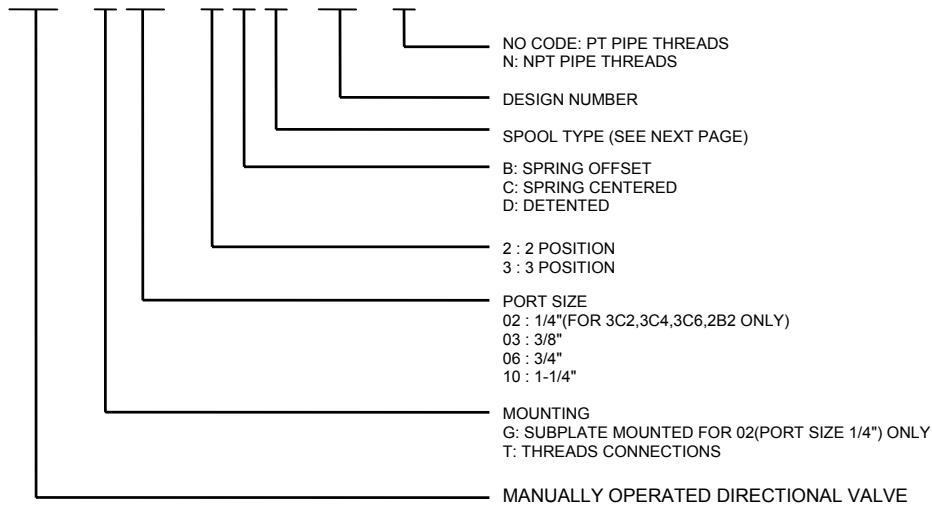 NO CODE: PT PIPE THREADS
N: NPT PIPE THREADS
DESIGN NUMBER
SPOOL TYPE (SEE NEXT PAGE)
B: SPRING OFFSET
C: SPRING CENTERED
D: DETENTED
2 : 2 POSITION
3 : 3 POSITION
PORT SIZE
02 : 1/4"(FOR 3C2,3C4,3C6,2B2 ONLY)
03 : 3/8"
06 : 3/4"
10 : 1-1/4"
MOUNTING
G: SUBPLATE MOUNTED FOR 02(PORT SIZE 1/4") ONLY
T: THREADS CONNECTIONS
MANUALLY OPERATED DIRECTIONAL VALVE